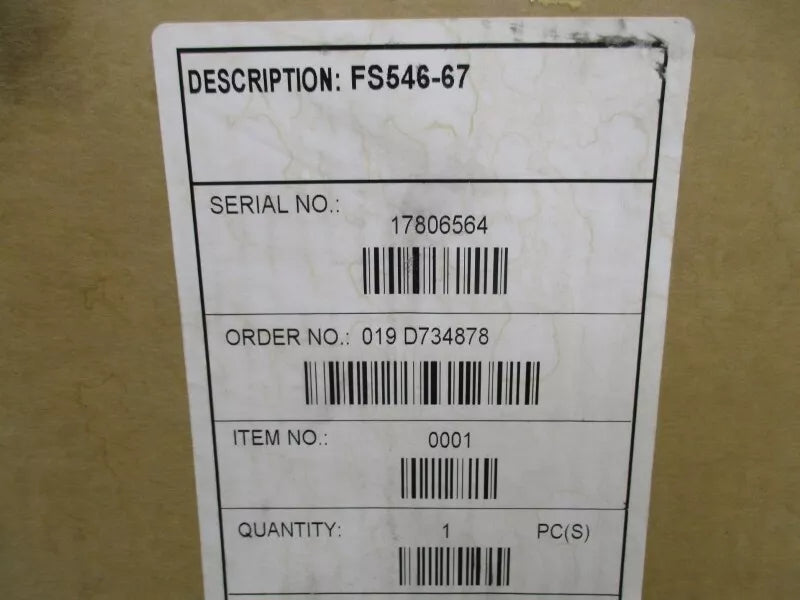 DESCRIPTION: FS546-67
SERIAL NO.:
17806564
ORDER NO.: 019 D734878
ITEM NO.: 0001
QUANTITY: 1 PC(S)